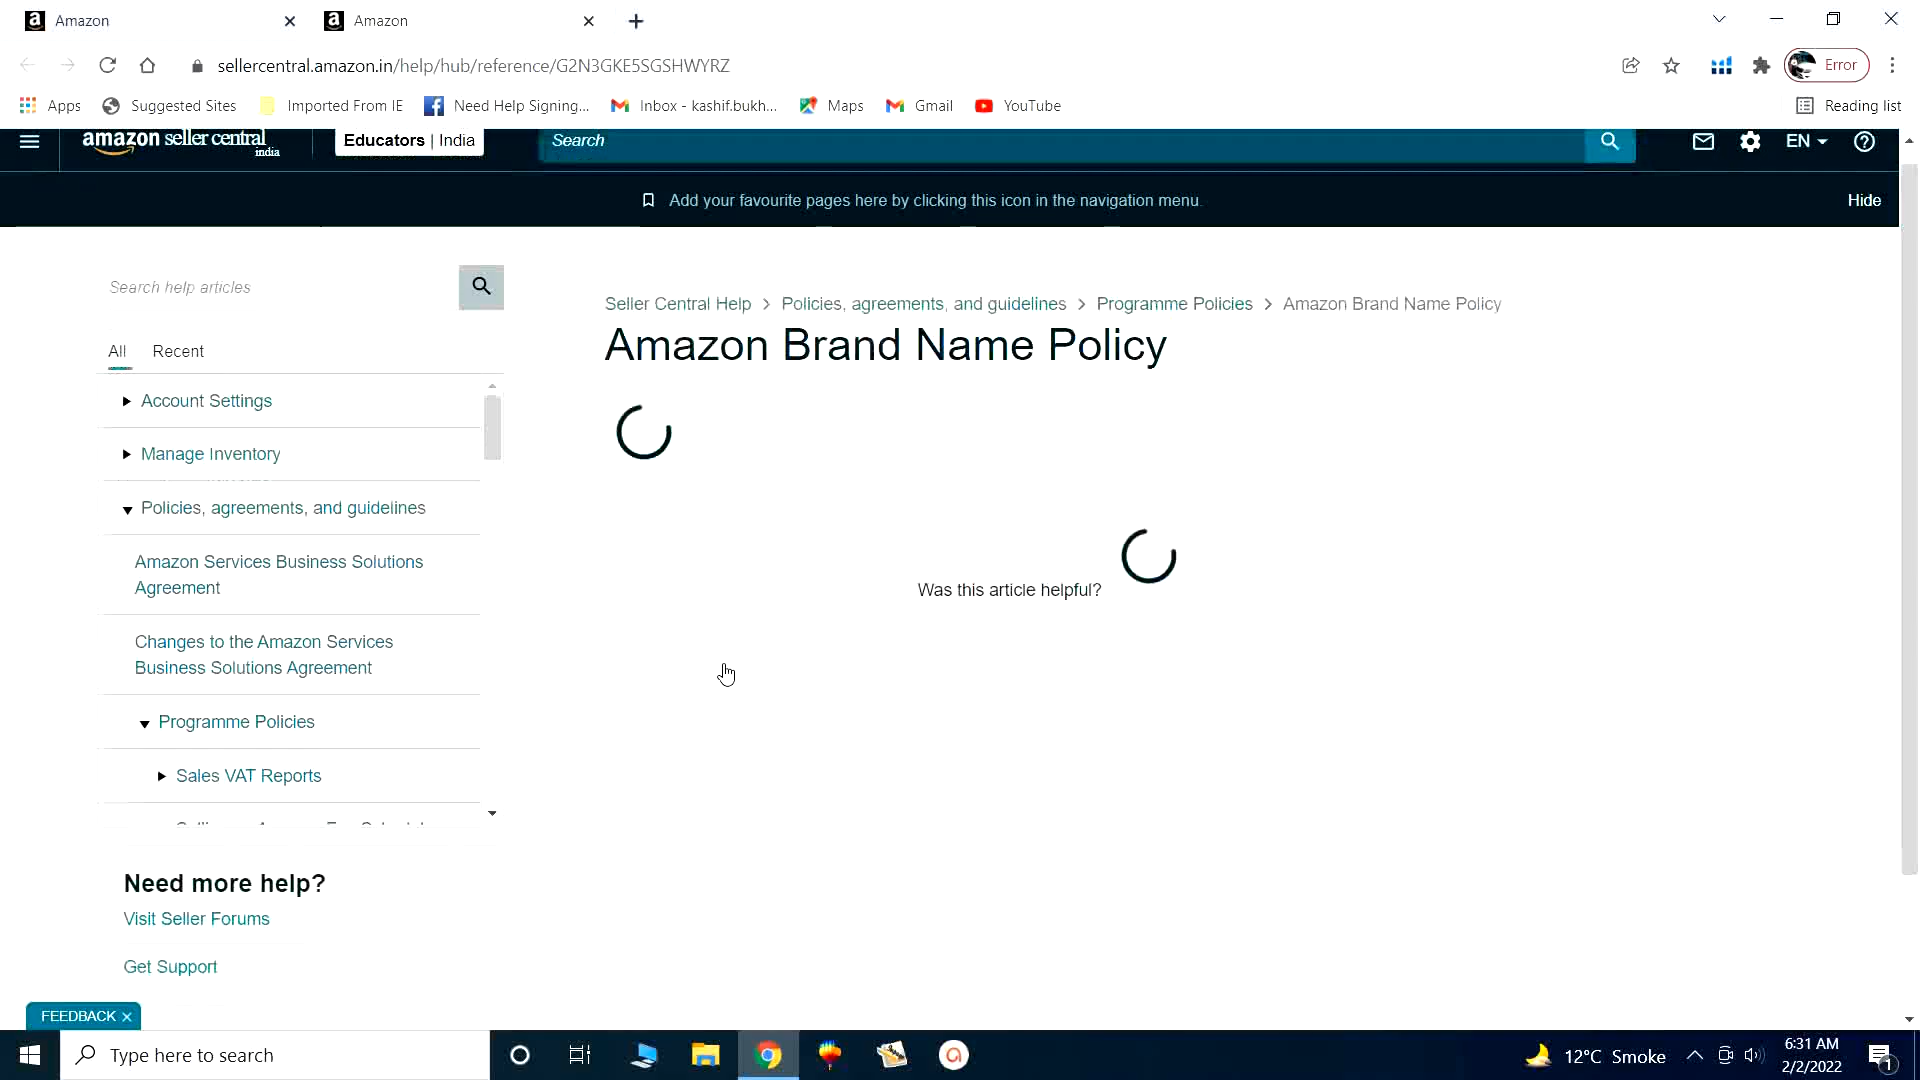 Amazon
Amazon
sellercentral.amazon.in/help/hub/reference/G2N3GKE5SGSHWYRZ
Error
Apps
Suggested Sites
Imported From IE
Need Help Signing...
Inbox - kashif.bukh...
Maps
Gmail
YouTube
Reading list
amazon seller central
india
Educators | India
Search
EN
Add your favourite pages here by clicking this icon in the navigation menu.
Hide
Search help articles
Seller Central Help > Policies, agreements, and guidelines > Programme Policies > Amazon Brand Name Policy
Amazon Brand Name Policy
All
Recent
Account Settings
Manage Inventory
Policies, agreements, and guidelines
Amazon Services Business Solutions
Agreement
Was this article helpful?
Changes to the Amazon Services
Business Solutions Agreement
Programme Policies
Sales VAT Reports
Need more help?
Visit Seller Forums
Get Support
FEEDBACK ×
Type here to search
12°C Smoke
6:31 AM
2/2/2022
1